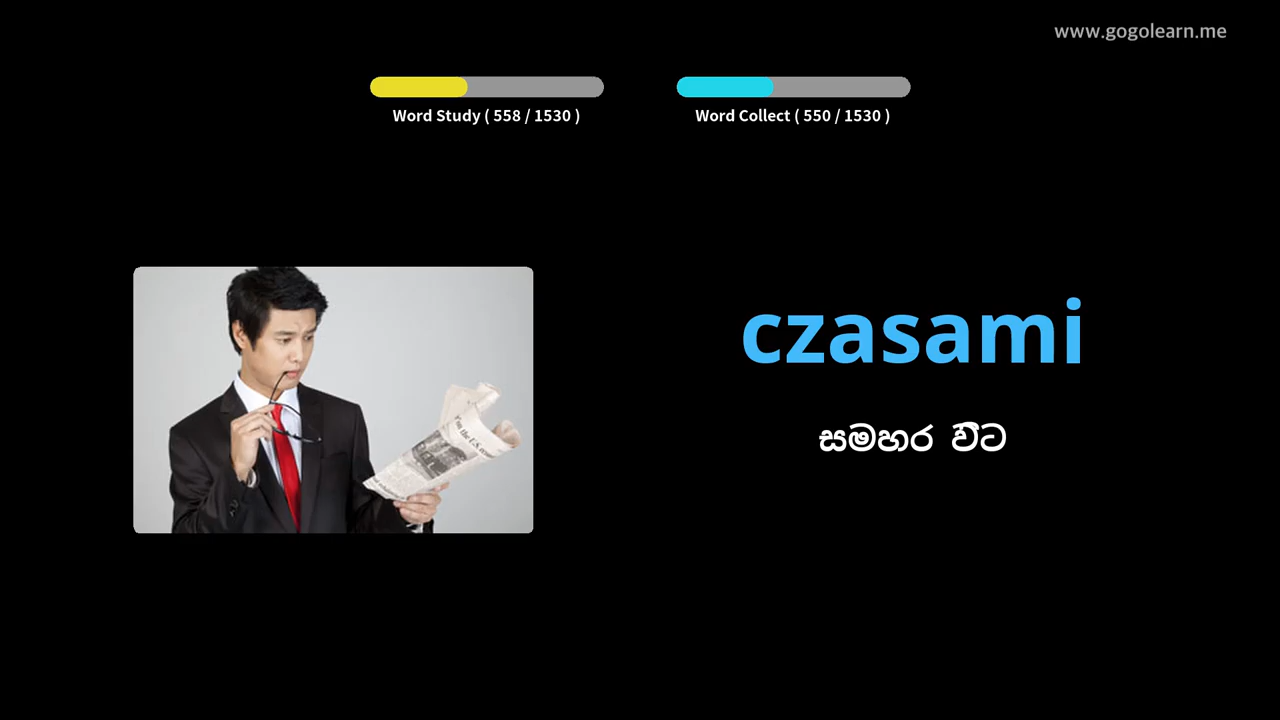 www.gogolearn.me
Word Study ( 558 / 1530 )
Word Collect ( 550 / 1530 )
czasami
සමහර විට